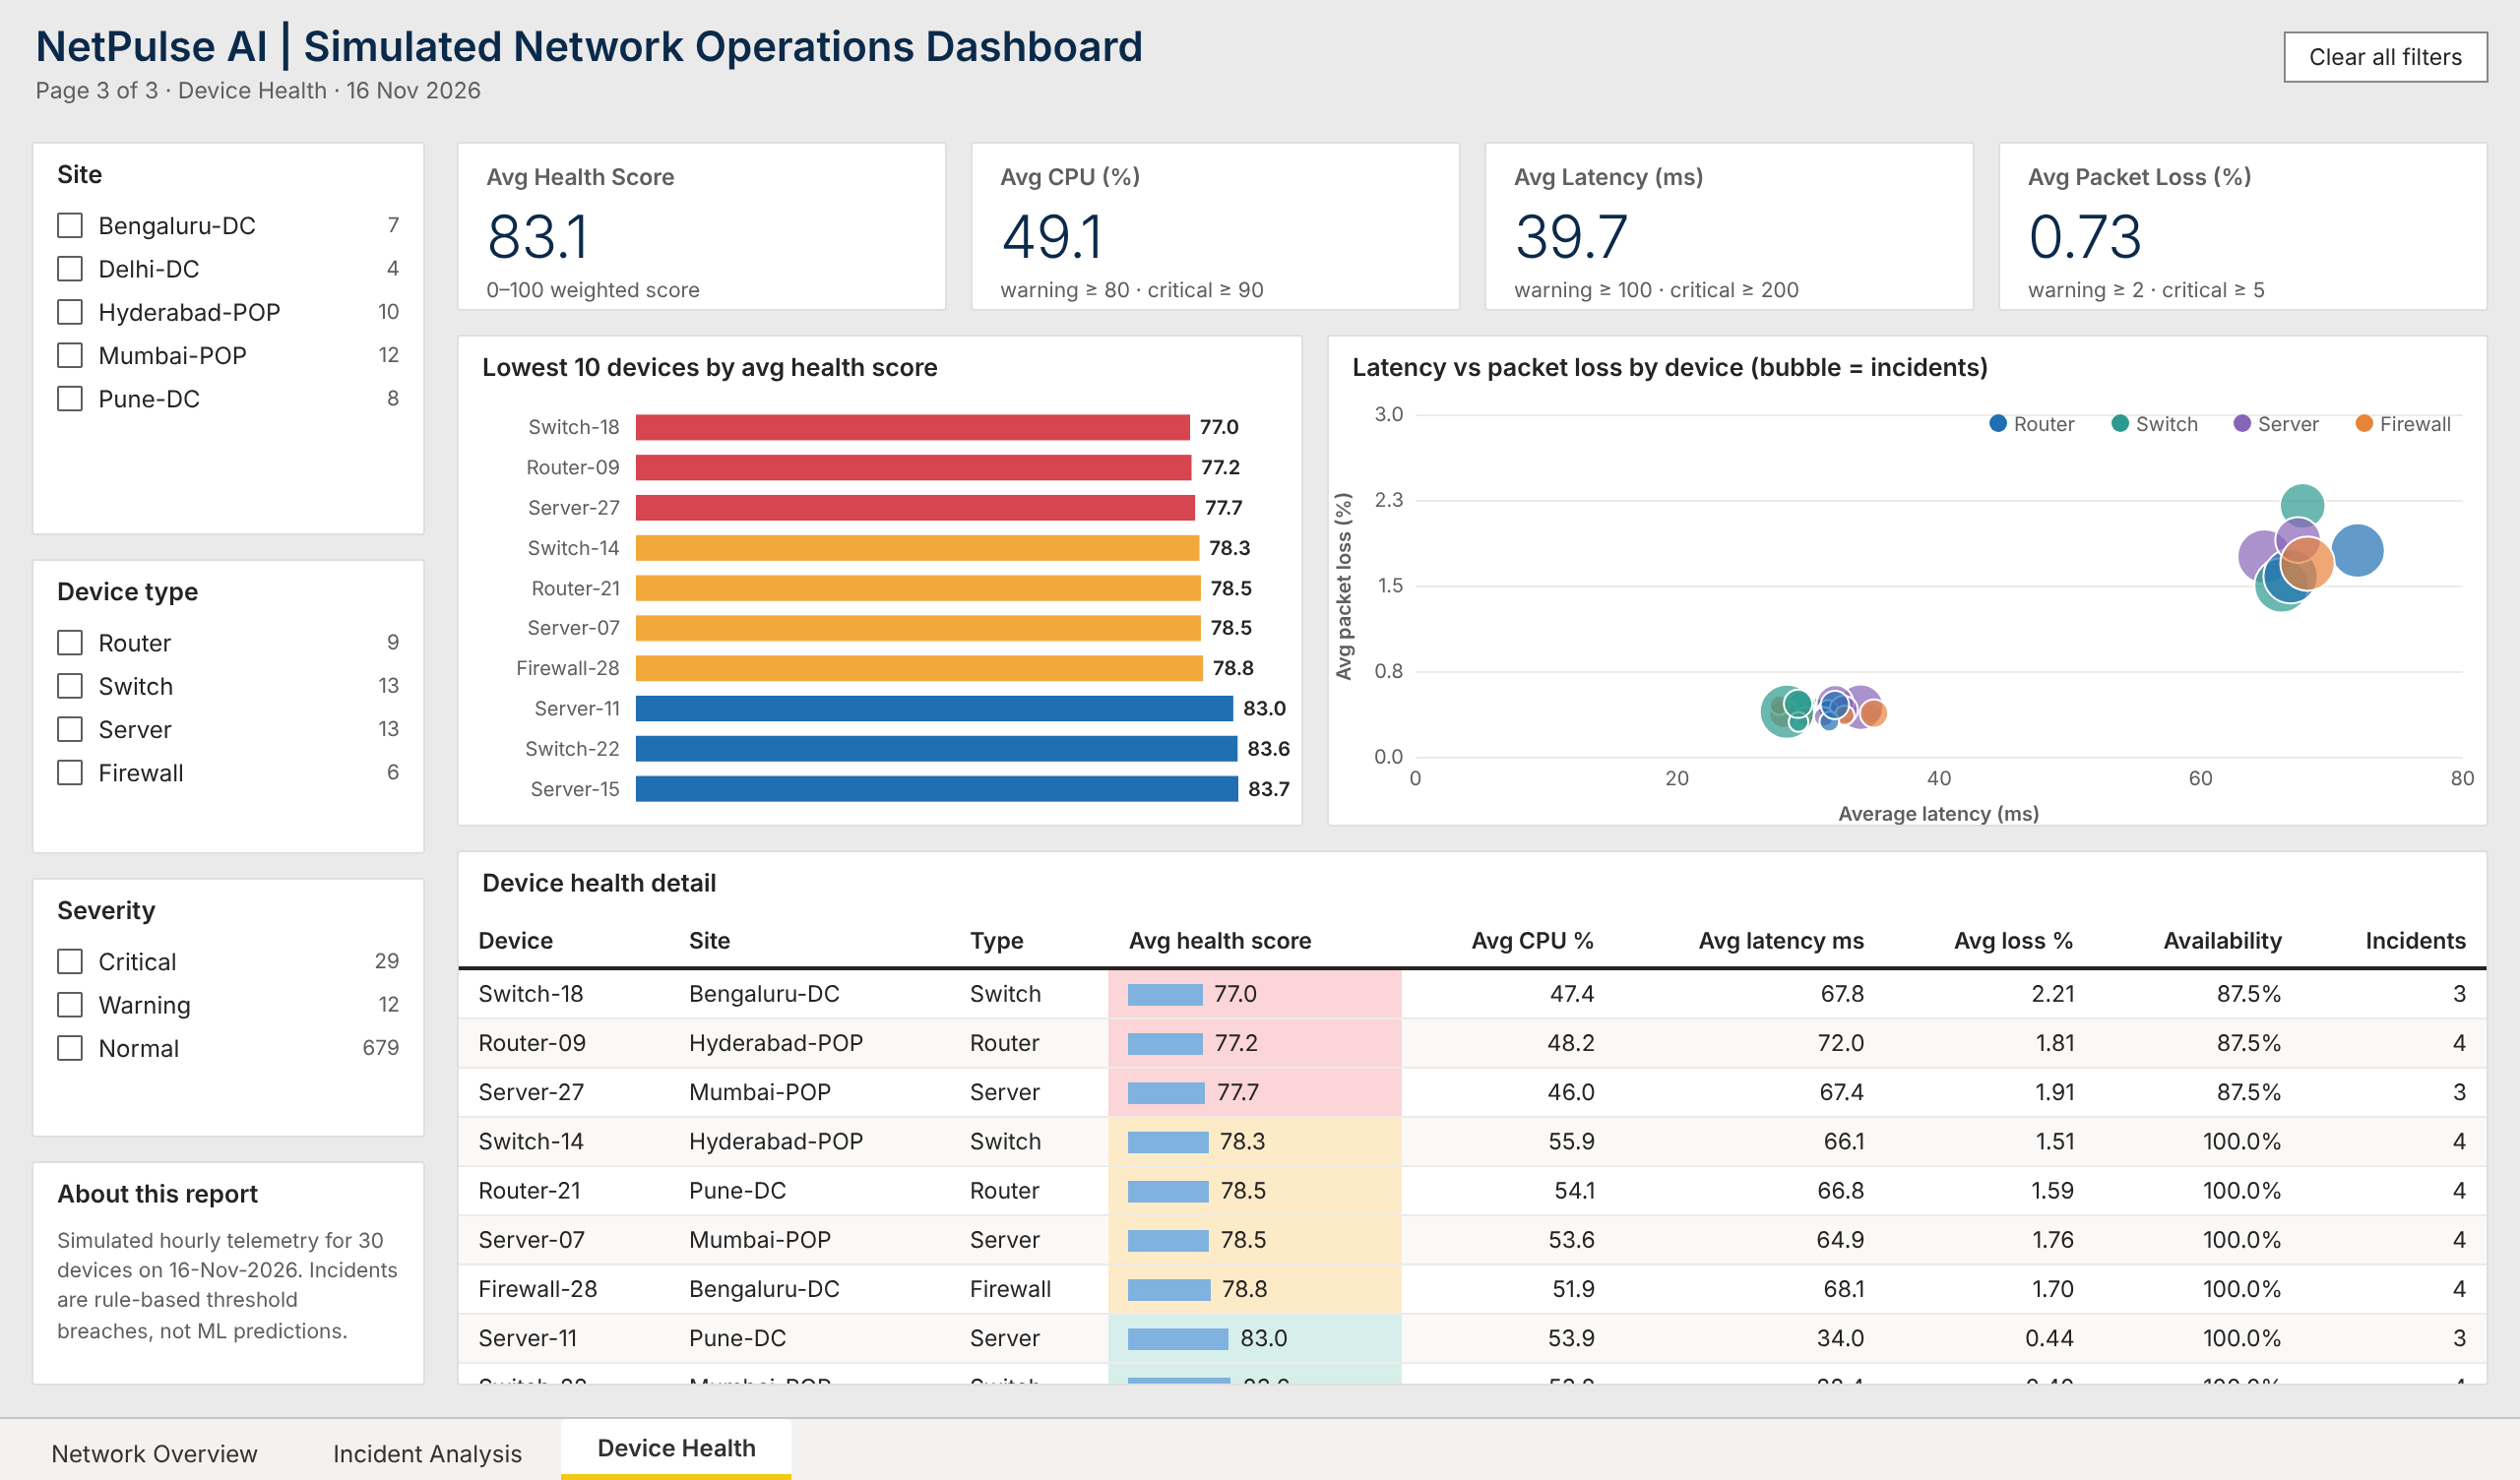 NetPulse AI | Simulated Network Operations Dashboard
Page 3 of 3 · Device Health · 16 Nov 2026
Clear all filters
Site
Bengaluru-DC 7
Delhi-DC 4
Hyderabad-POP 10
Mumbai-POP 12
Pune-DC 8
Device type
Router 9
Switch 13
Server 13
Firewall 6
Severity
Critical 29
Warning 12
Normal 679
About this report
Simulated hourly telemetry for 30
devices on 16-Nov-2026. Incidents
are rule-based threshold
breaches, not ML predictions.
Avg Health Score
83.1
0–100 weighted score
Avg CPU (%)
49.1
warning ≥ 80 · critical ≥ 90
Avg Latency (ms)
39.7
warning ≥ 100 · critical ≥ 200
Avg Packet Loss (%)
0.73
warning ≥ 2 · critical ≥ 5
Lowest 10 devices by avg health score
Switch-18 77.0
Router-09 77.2
Server-27 77.7
Switch-14 78.3
Router-21 78.5
Server-07 78.5
Firewall-28 78.8
Server-11 83.0
Switch-22 83.6
Server-15 83.7
Latency vs packet loss by device (bubble = incidents)
Router Switch Server Firewall
Avg packet loss (%)
3.0
2.3
1.5
0.8
0.0
0 20 40 60 80
Average latency (ms)
Device health detail
Device Site Type Avg health score Avg CPU % Avg latency ms Avg loss % Availability Incidents
Switch-18 Bengaluru-DC Switch 77.0 47.4 67.8 2.21 87.5% 3
Router-09 Hyderabad-POP Router 77.2 48.2 72.0 1.81 87.5% 4
Server-27 Mumbai-POP Server 77.7 46.0 67.4 1.91 87.5% 3
Switch-14 Hyderabad-POP Switch 78.3 55.9 66.1 1.51 100.0% 4
Router-21 Pune-DC Router 78.5 54.1 66.8 1.59 100.0% 4
Server-07 Mumbai-POP Server 78.5 53.6 64.9 1.76 100.0% 4
Firewall-28 Bengaluru-DC Firewall 78.8 51.9 68.1 1.70 100.0% 4
Server-11 Pune-DC Server 83.0 53.9 34.0 0.44 100.0% 3
Network Overview
Incident Analysis
Device Health